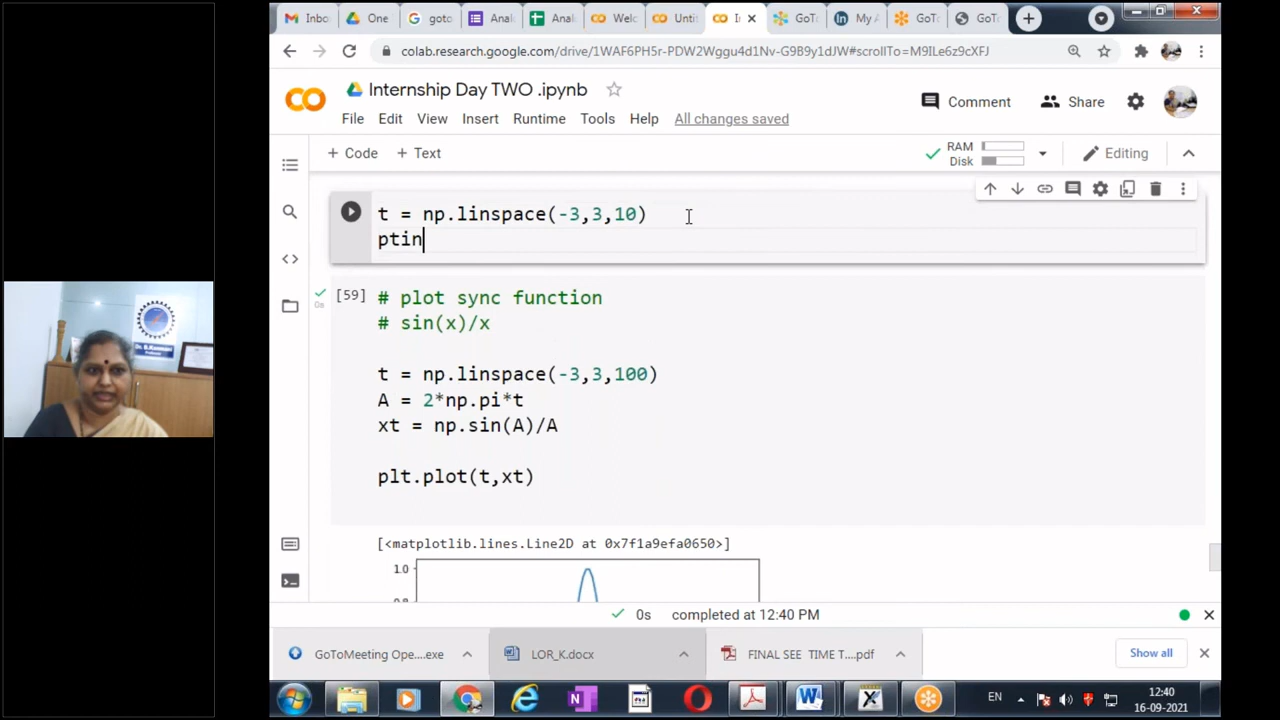 Inbo
One
goto
Anal
Anal
Welc
Unti
GoT
My A
GoT
GoT
colab.research.google.com/drive/1WAF6PH5r-PDW2Wggu4d1Nv-G9B9y1dJW#scrollTo=M9ILe6z9cXFJ
Internship Day TWO .ipynb
Comment
Share
File Edit View Insert Runtime Tools Help All changes saved
+ Code + Text
RAM
Disk
Editing
t = np.linspace(-3,3,10)
ptin
[59]
0s
# plot sync function
# sin(x)/x
t = np.linspace(-3,3,100)
A = 2*np.pi*t
xt = np.sin(A)/A
plt.plot(t,xt)
[<matplotlib.lines.Line2D at 0x7f1a9efa0650>]
1.0
Dr. B.Kanmani
Professor
0s completed at 12:40 PM
GoToMeeting Ope....exe
LOR_K.docx
FINAL SEE TIME T....pdf
Show all
EN
12:40
16-09-2021